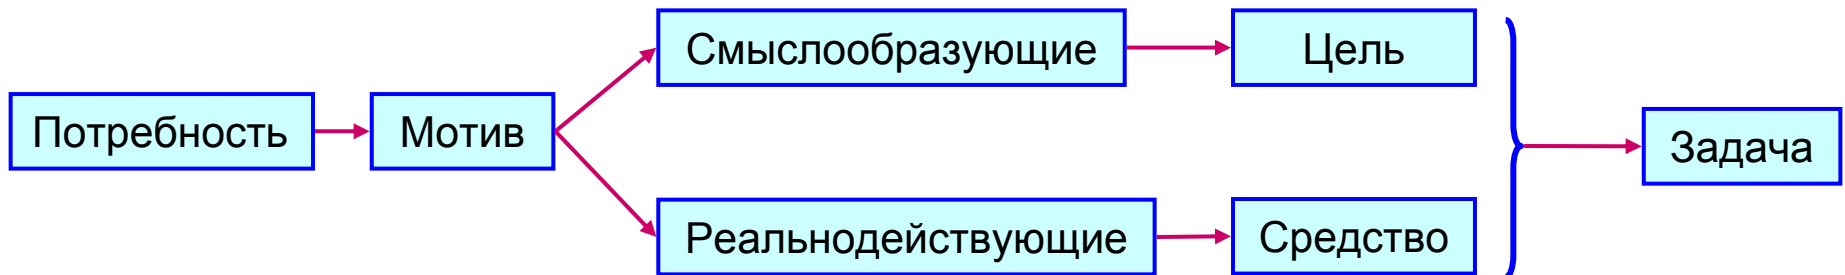 Потребность
Мотив
Смыслообразующие
Цель
Реальнодействующие
Средство
Задача